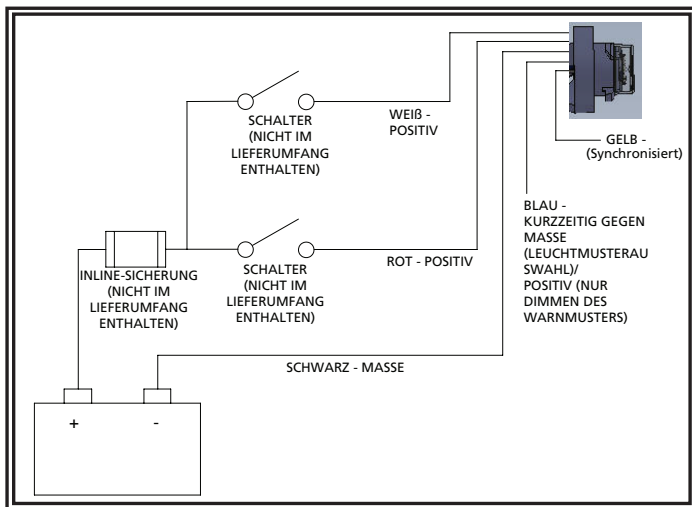 SCHALTER
(NICHT IM
LIEFERUMFANG
ENTHALTEN)
WEIß -
POSITIV
GELB -
(Synchronisiert)
BLAU -
KURZZEITIG GEGEN
MASSE
(LEUCHTMUSTERAU
SWAHL)/
POSITIV (NUR
DIMMEN DES
WARNMUSTERS)
INLINE-SICHERUNG
(NICHT IM
LIEFERUMFANG
ENTHALTEN)
SCHALTER
(NICHT IM
LIEFERUMFANG
ENTHALTEN)
ROT - POSITIV
SCHWARZ - MASSE
+ -